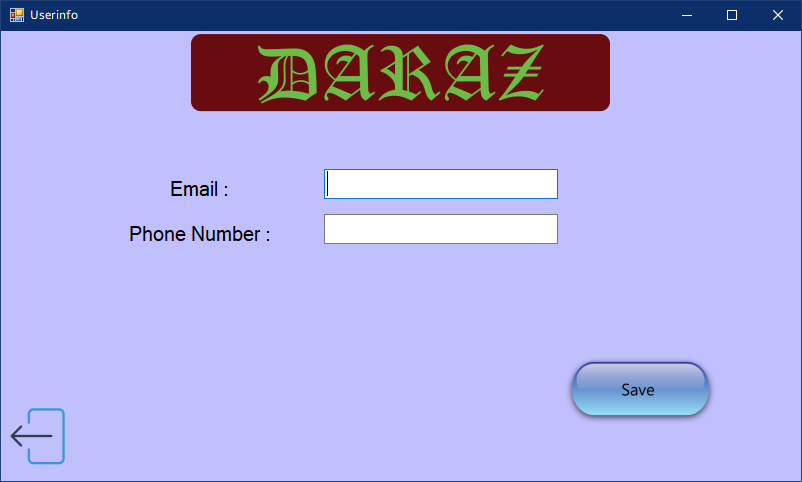 Userinfo
DARAZ
Email :
Phone Number :
Save